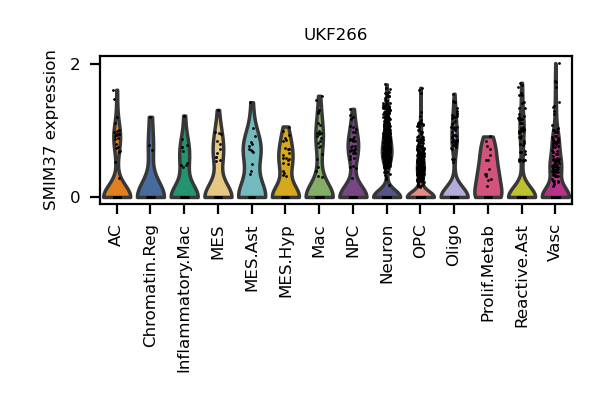 UKF266
SMIM37 expression
2
0
AC
Chromatin.Reg
Inflammatory.Mac
MES
MES.Ast
MES.Hyp
Mac
NPC
Neuron
OPC
Oligo
Prolif.Metab
Reactive.Ast
Vasc